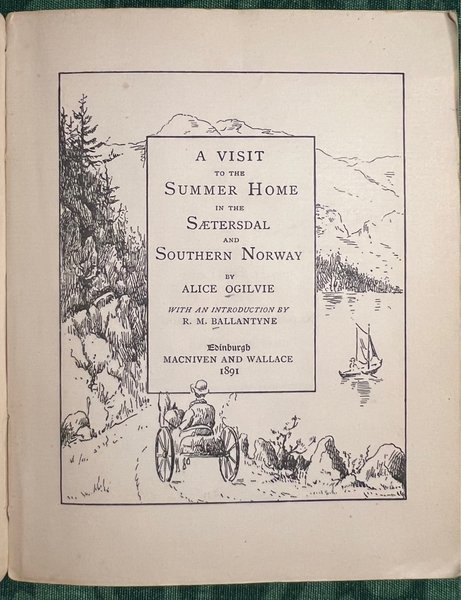 A VISIT
TO THE
SUMMER HOME
IN THE
SÆTERSDAL
AND
SOUTHERN NORWAY
BY
ALICE OGILVIE
WITH AN INTRODUCTION BY
R. M. BALLANTYNE
Edinburgh
MACNIVEN AND WALLACE
1891